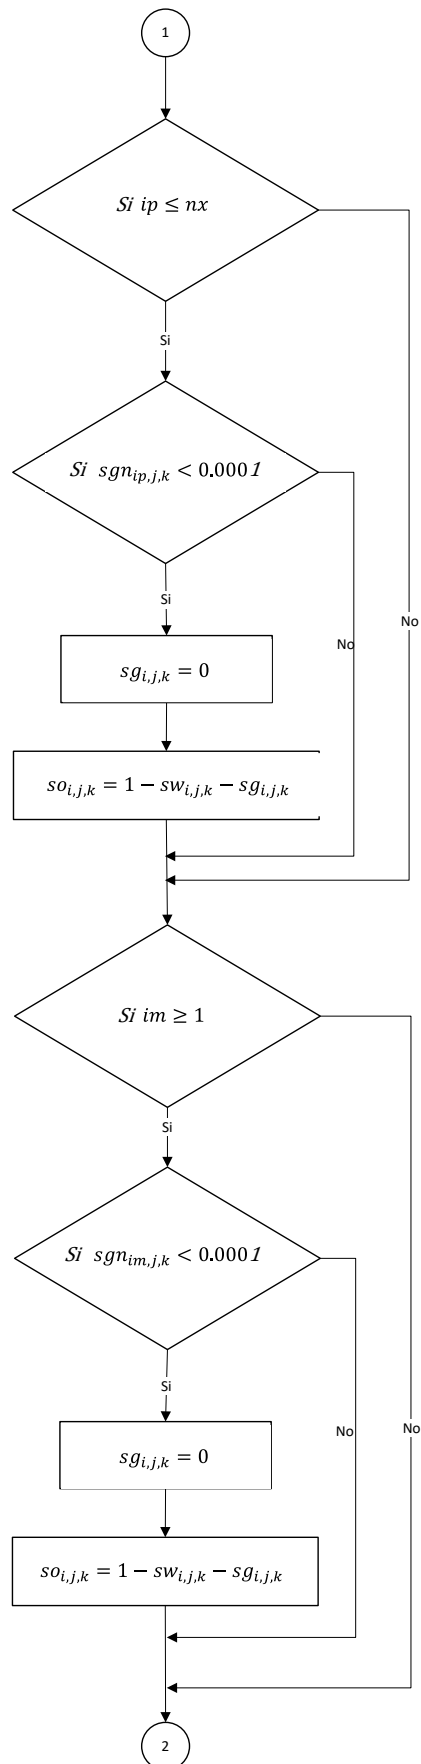 1
Si ip ≤ nx
Si
Si sgn_{ip,j,k} < 0.0001
Si
No
No
sg_{i,j,k} = 0
so_{i,j,k} = 1 − sw_{i,j,k} − sg_{i,j,k}
Si im ≥ 1
Si
Si sgn_{im,j,k} < 0.0001
Si
No
No
sg_{i,j,k} = 0
so_{i,j,k} = 1 − sw_{i,j,k} − sg_{i,j,k}
2